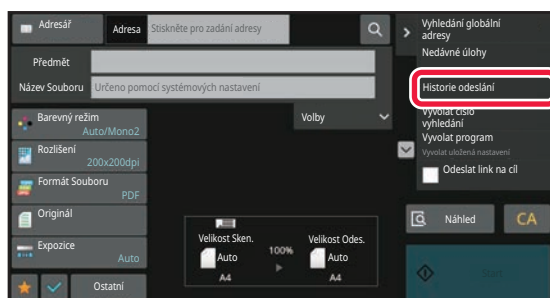 Adresář
Adresa
Stiskněte pro zadání adresy
Předmět
Název Souboru
Určeno pomocí systémových nastavení
Barevný režim
Auto/Mono2
Rozlišení
200x200dpi
Formát Souboru
PDF
Originál
Expozice
Auto
Ostatní
Volby
Velikost Sken.
Auto
A4
100%
Velikost Odes.
Auto
A4
Vyhledání globální
adresy
Nedávné úlohy
Historie odeslání
Vyvolat číslo
vyhledání
Vyvolat program
Vyvolat uložená nastavení
Odeslat link na cíl
Náhled
CA
Start